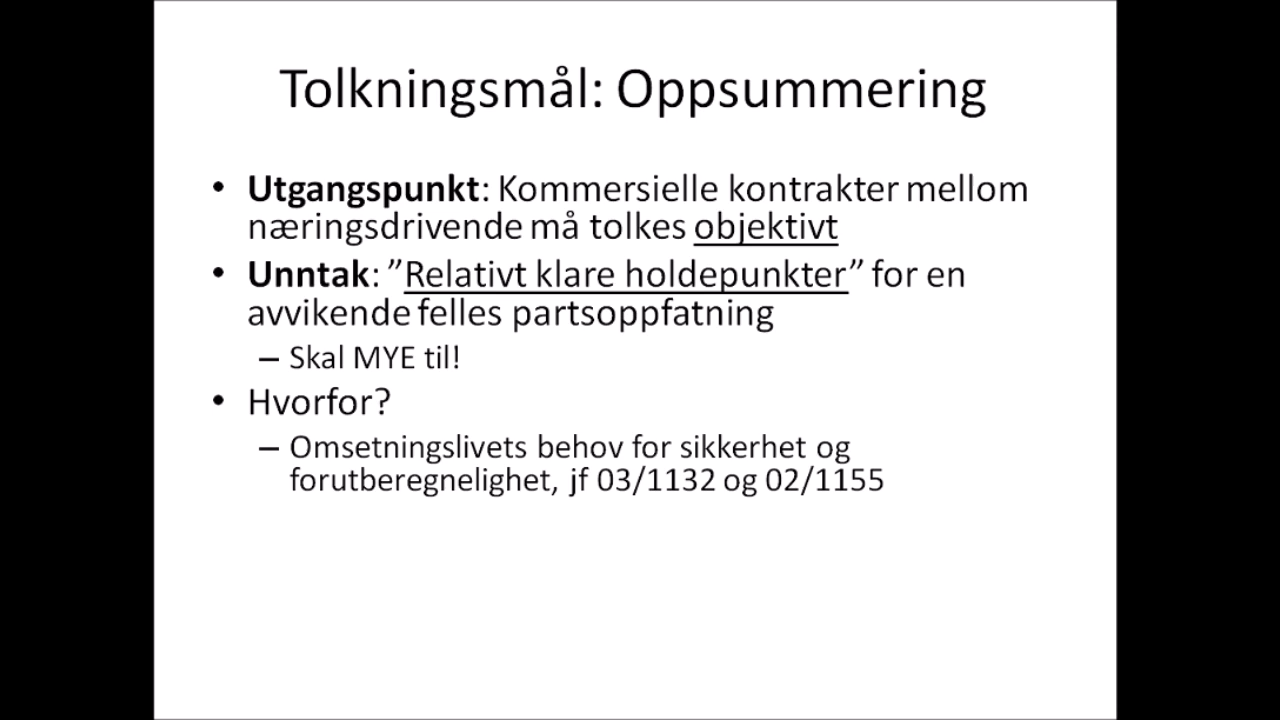 Tolkningsmål: Oppsummering
• Utgangspunkt: Kommersielle kontrakter mellom
næringsdrivende må tolkes objektivt
• Unntak: ”Relativt klare holdepunkter” for en
avvikende felles partsoppfatning
– Skal MYE til!
• Hvorfor?
– Omsetningslivets behov for sikkerhet og
forutberegnelighet, jf 03/1132 og 02/1155